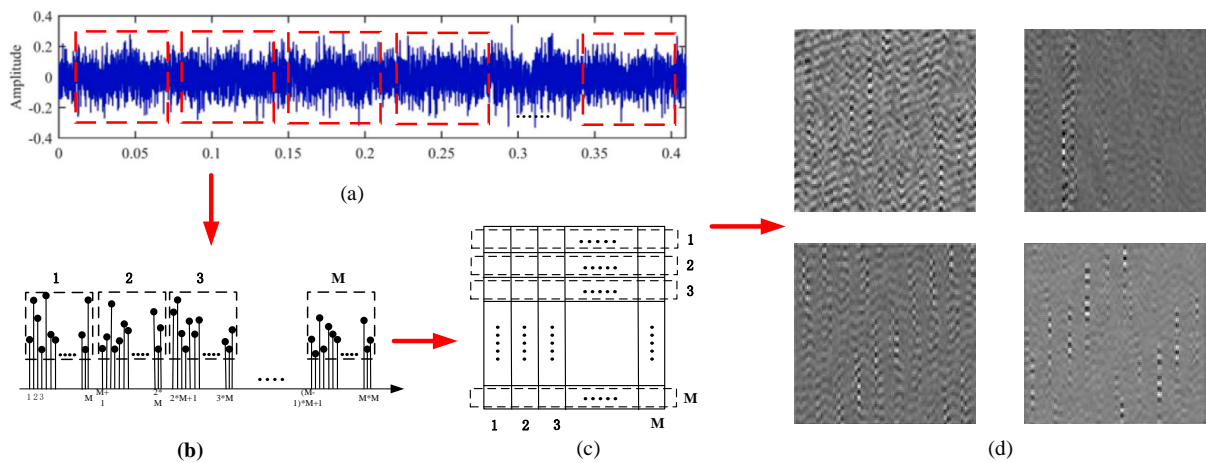 0.4
0.2
0
-0.2
-0.4
Amplitude
0 0.05 0.1 0.15 0.2 0.25 0.3 0.35 0.4
(a)
1 2 3 M
1 2 3 M M+1 2*M 2*M+1 3*M (M-1)*M+1 M*M
(b)
1
2
3
M
1 2 3 M
(c)
(d)